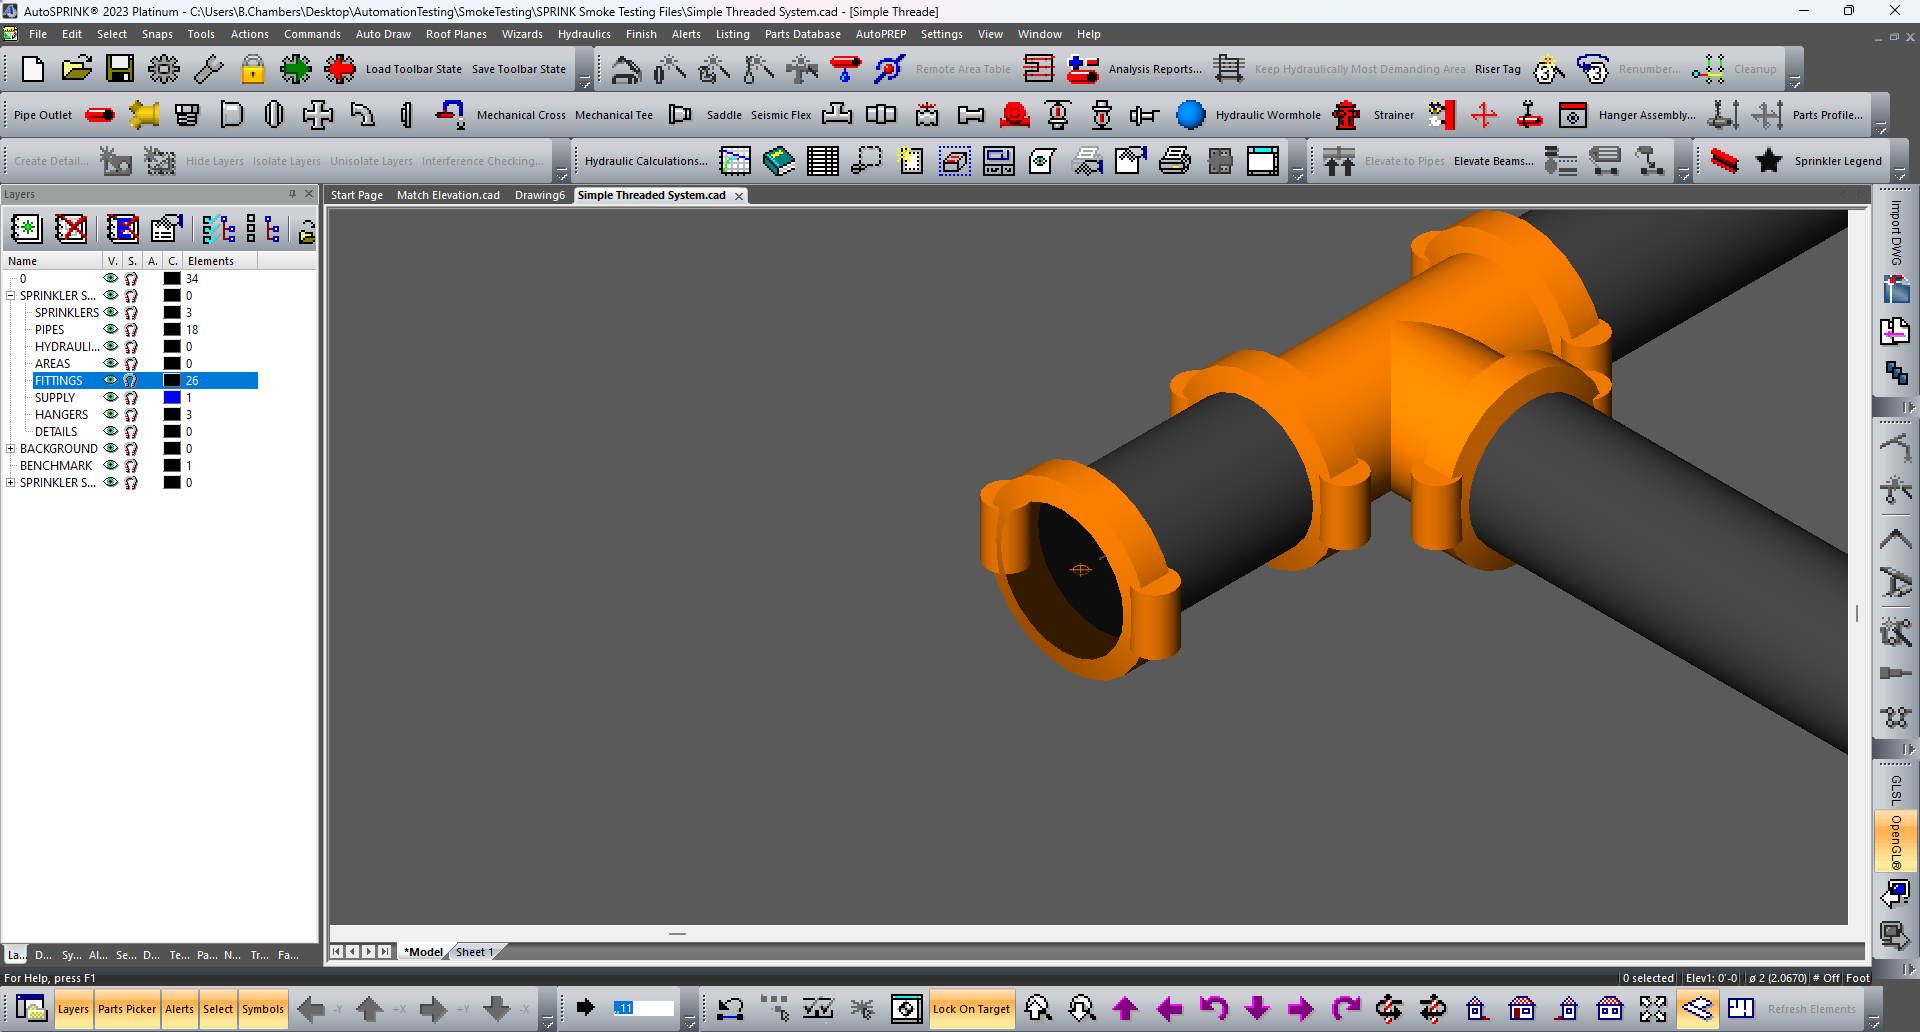 AutoSPRINK® 2023 Platinum - C:\Users\B.Chambers\Desktop\AutomationTesting\SmokeTesting\SPRINK Smoke Testing Files\Simple Threaded System.cad - [Simple Threade]
File Edit Select Snaps Tools Actions Commands Auto Draw Roof Planes Wizards Hydraulics Finish Alerts Listing Parts Database AutoPREP Settings View Window Help
Load Toolbar State Save Toolbar State Remote Area Table Analysis Reports... Keep Hydraulically Most Demanding Area Riser Tag Renumber... Cleanup
Pipe Outlet Mechanical Cross Mechanical Tee Saddle Seismic Flex Hydraulic Wormhole Strainer Hanger Assembly... Parts Profile...
Create Detail... Hide Layers Isolate Layers Unisolate Layers Interference Checking... Hydraulic Calculations... Elevate to Pipes Elevate Beams... Sprinkler Legend
Layers
Start Page Match Elevation.cad Drawing6 Simple Threaded System.cad
Import DWG
Name V. S. A. C. Elements
0 34
SPRINKLER S... 0
SPRINKLERS 3
PIPES 18
HYDRAULI... 0
AREAS 0
FITTINGS 26
SUPPLY 1
HANGERS 3
DETAILS 0
BACKGROUND 0
BENCHMARK 1
SPRINKLER S... 0
GLSL
OpenGL®
La... D... Sy... Al... Se... D... Te... Pa... N... Tr... Fa...
*Model Sheet 1
For Help, press F1
0 selected Elev1: 0'-0 ø 2 (2.0670) # Off Foot
Layers Parts Picker Alerts Select Symbols -Y +X +Y -X ,,11 Lock On Target Refresh Elements